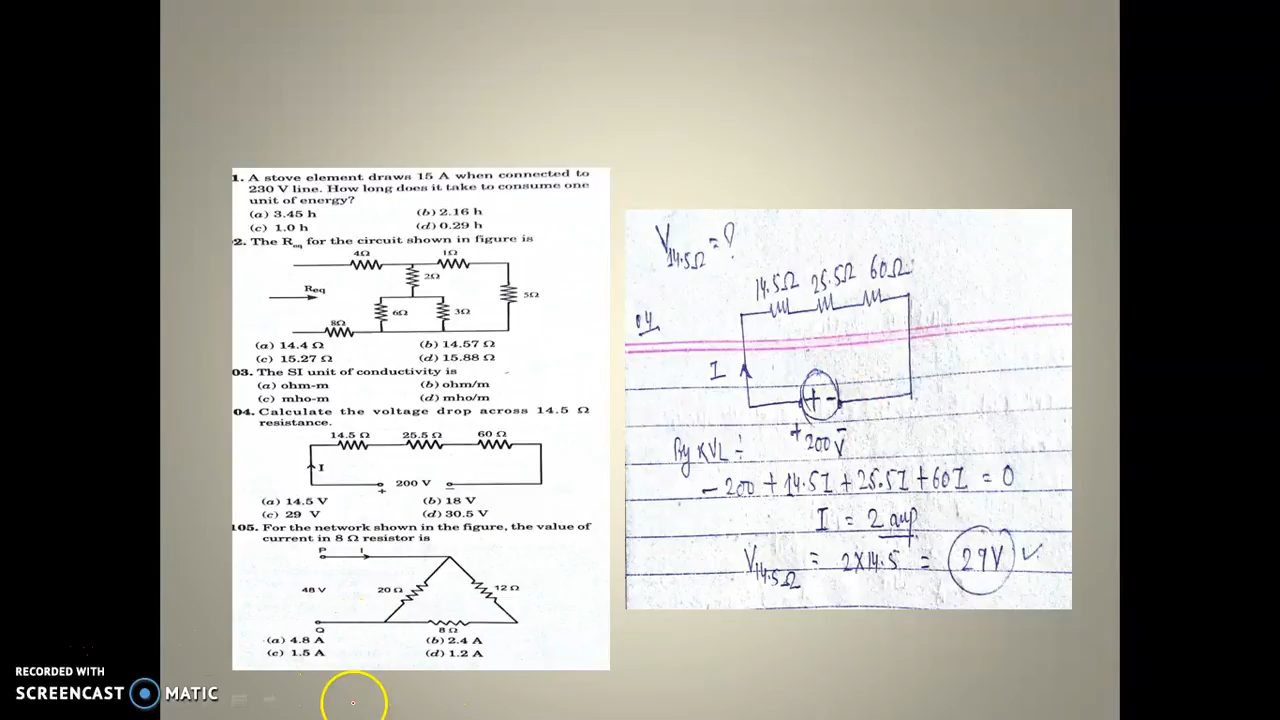 1. A stove element draws 15 A when connected to
230 V line. How long does it take to consume one
unit of energy?
(a) 3.45 h (b) 2.16 h
(c) 1.0 h (d) 0.29 h
2. The Req for the circuit shown in figure is
4Ω 1Ω
2Ω
Req
6Ω 3Ω 5Ω
8Ω
(a) 14.4 Ω (b) 14.57 Ω
(c) 15.27 Ω (d) 15.88 Ω
03. The SI unit of conductivity is
(a) ohm-m (b) ohm/m
(c) mho-m (d) mho/m
04. Calculate the voltage drop across 14.5 Ω
resistance.
14.5 Ω 25.5 Ω 60 Ω
I
200 V
+ −
(a) 14.5 V (b) 18 V
(c) 29 V (d) 30.5 V
105. For the network shown in the figure, the value of
current in 8 Ω resistor is
P I
48 V 20 Ω 12 Ω
Q 8 Ω
(a) 4.8 A (b) 2.4 A
(c) 1.5 A (d) 1.2 A
V14.5Ω = ?
14.5Ω 25.5Ω 60Ω
04
I
+ −
+ 200V −
By KVL ÷
− 200 + 14.5I + 25.5I + 60I = 0
I = 2 amp
V14.5Ω = 2×14.5 = 29V ✓
RECORDED WITH
SCREENCAST MATIC